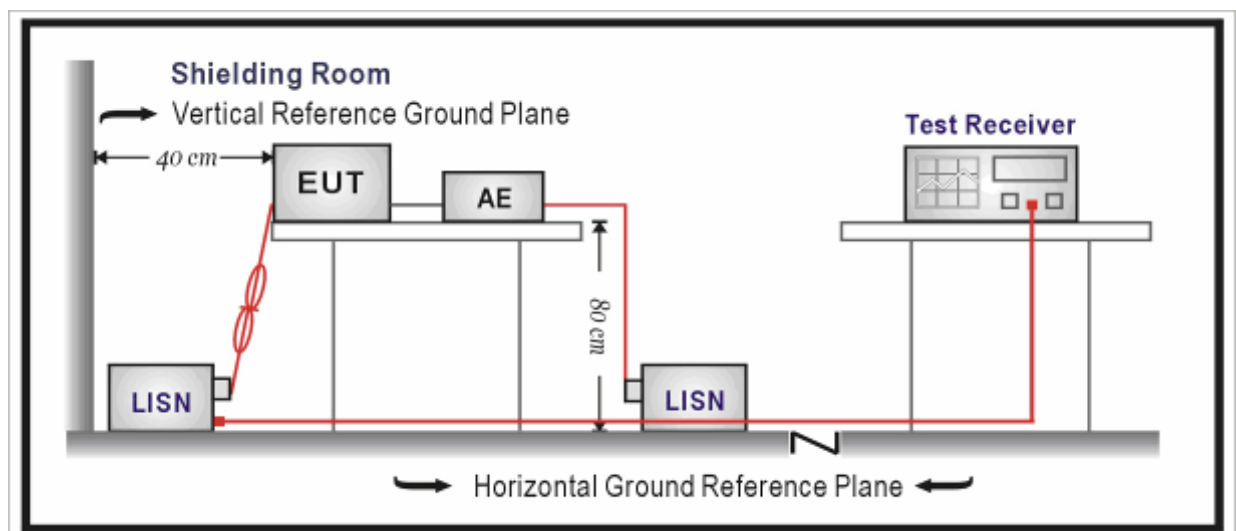 Shielding Room
Vertical Reference Ground Plane
40 cm
EUT
AE
Test Receiver
80 cm
LISN
LISN
Horizontal Ground Reference Plane